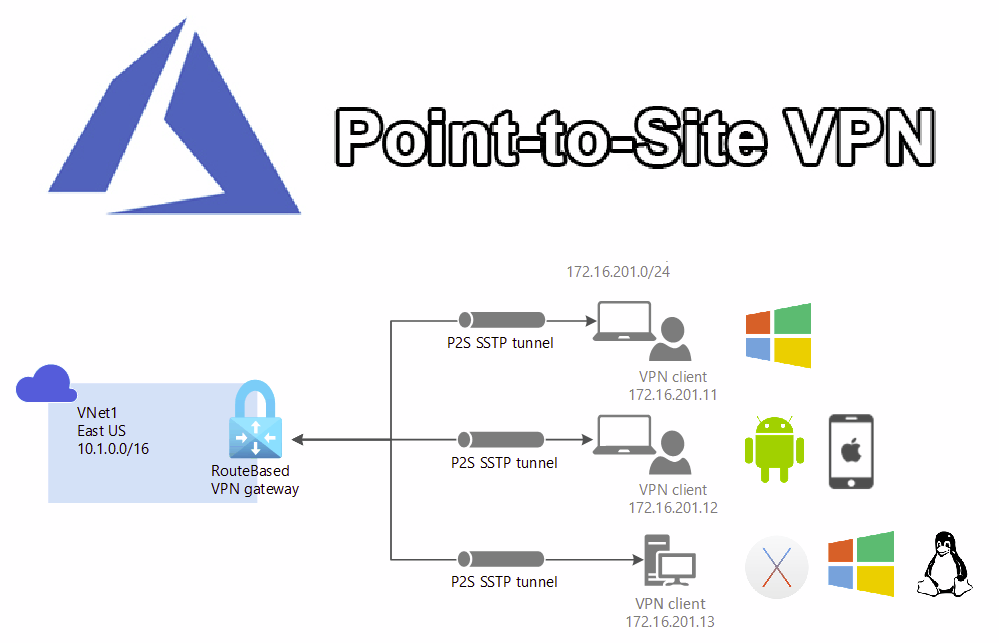 Point-to-Site VPN
172.16.201.0/24
P2S SSTP tunnel
VPN client
172.16.201.11
VNet1
East US
10.1.0.0/16
RouteBased
VPN gateway
P2S SSTP tunnel
VPN client
172.16.201.12
P2S SSTP tunnel
VPN client
172.16.201.13